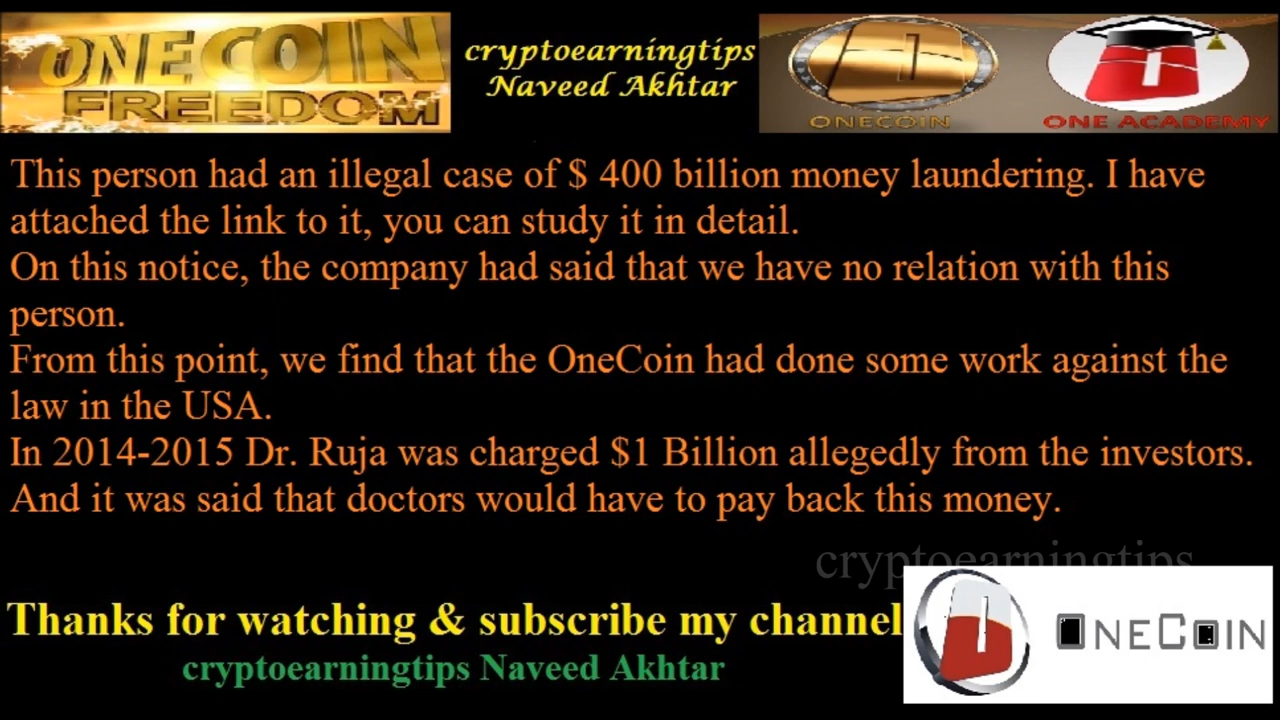 ONE COIN
FREEDOM
cryptoearningtips
Naveed Akhtar
ONECOIN
ONE ACADEMY
This person had an illegal case of $ 400 billion money laundering. I have
attached the link to it, you can study it in detail.
On this notice, the company had said that we have no relation with this
person.
From this point, we find that the OneCoin had done some work against the
law in the USA.
In 2014-2015 Dr. Ruja was charged $1 Billion allegedly from the investors.
And it was said that doctors would have to pay back this money.
cryptoearningtips
Thanks for watching & subscribe my channel
cryptoearningtips Naveed Akhtar
ONECOIN